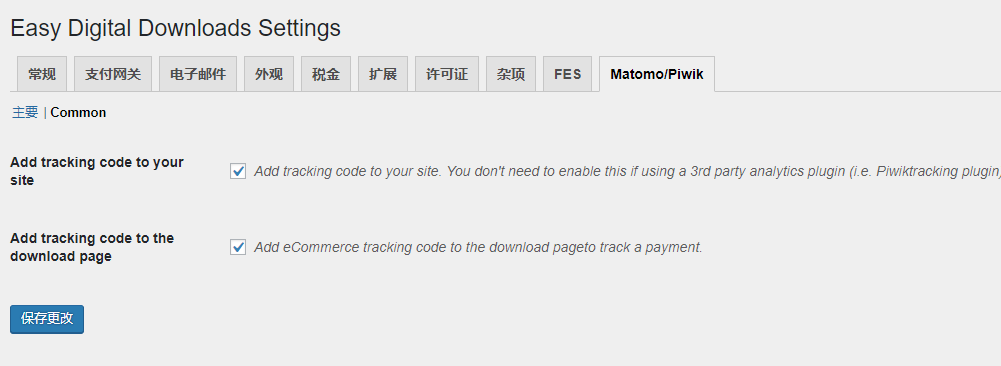 Easy Digital Downloads Settings
常规 支付网关 电子邮件 外观 税金 扩展 许可证 杂项 FES Matomo/Piwik
主要 | Common
Add tracking code to your
site
Add tracking code to your site. You don't need to enable this if using a 3rd party analytics plugin (i.e. Piwiktracking plugin)
Add tracking code to the
download page
Add eCommerce tracking code to the download pageto track a payment.
保存更改